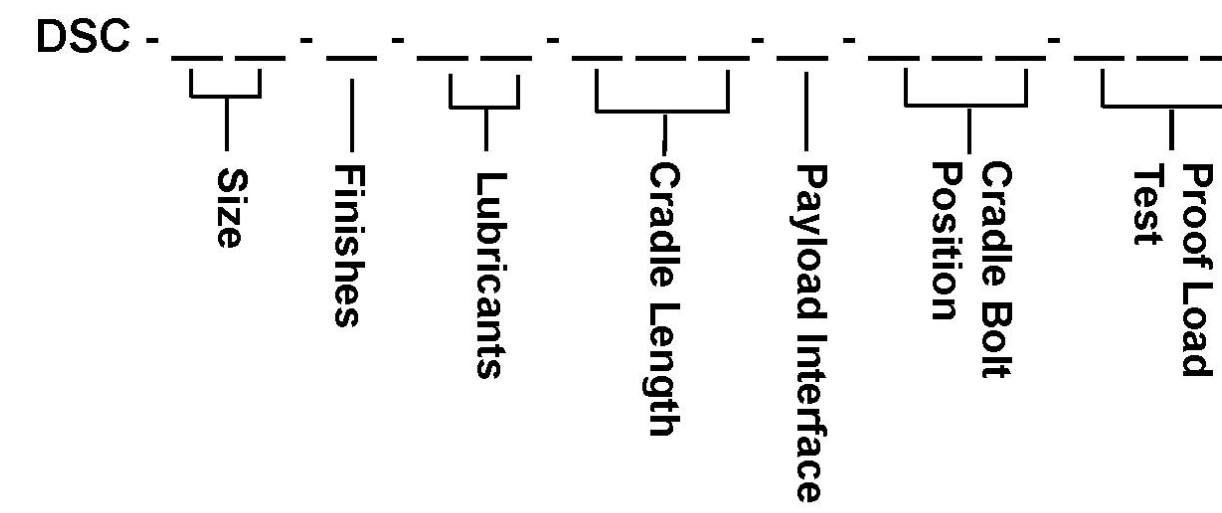 DSC - _ _ - _ - _ _ - _ _ _ - _ - _ _ _ - _ _ _
Size
Finishes
Lubricants
Cradle Length
Payload Interface
Cradle Bolt
Position
Proof Load
Test